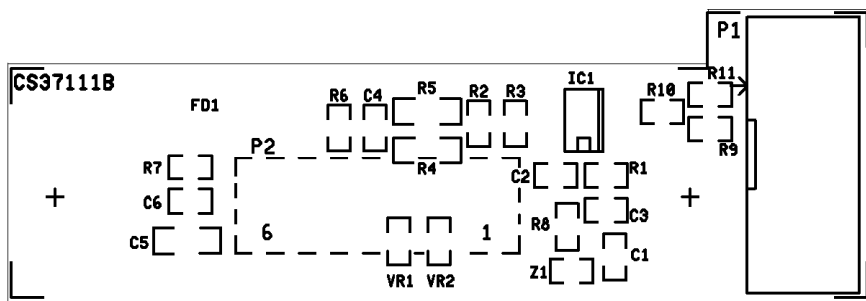 P1
CS37111B
FD1
R6 C4 R5 R2 R3
IC1
R10
R11
R9
P2
R4
R7
C2
R1
C6
C3
R8
6
1
C5
C1
Z1
VR1 VR2